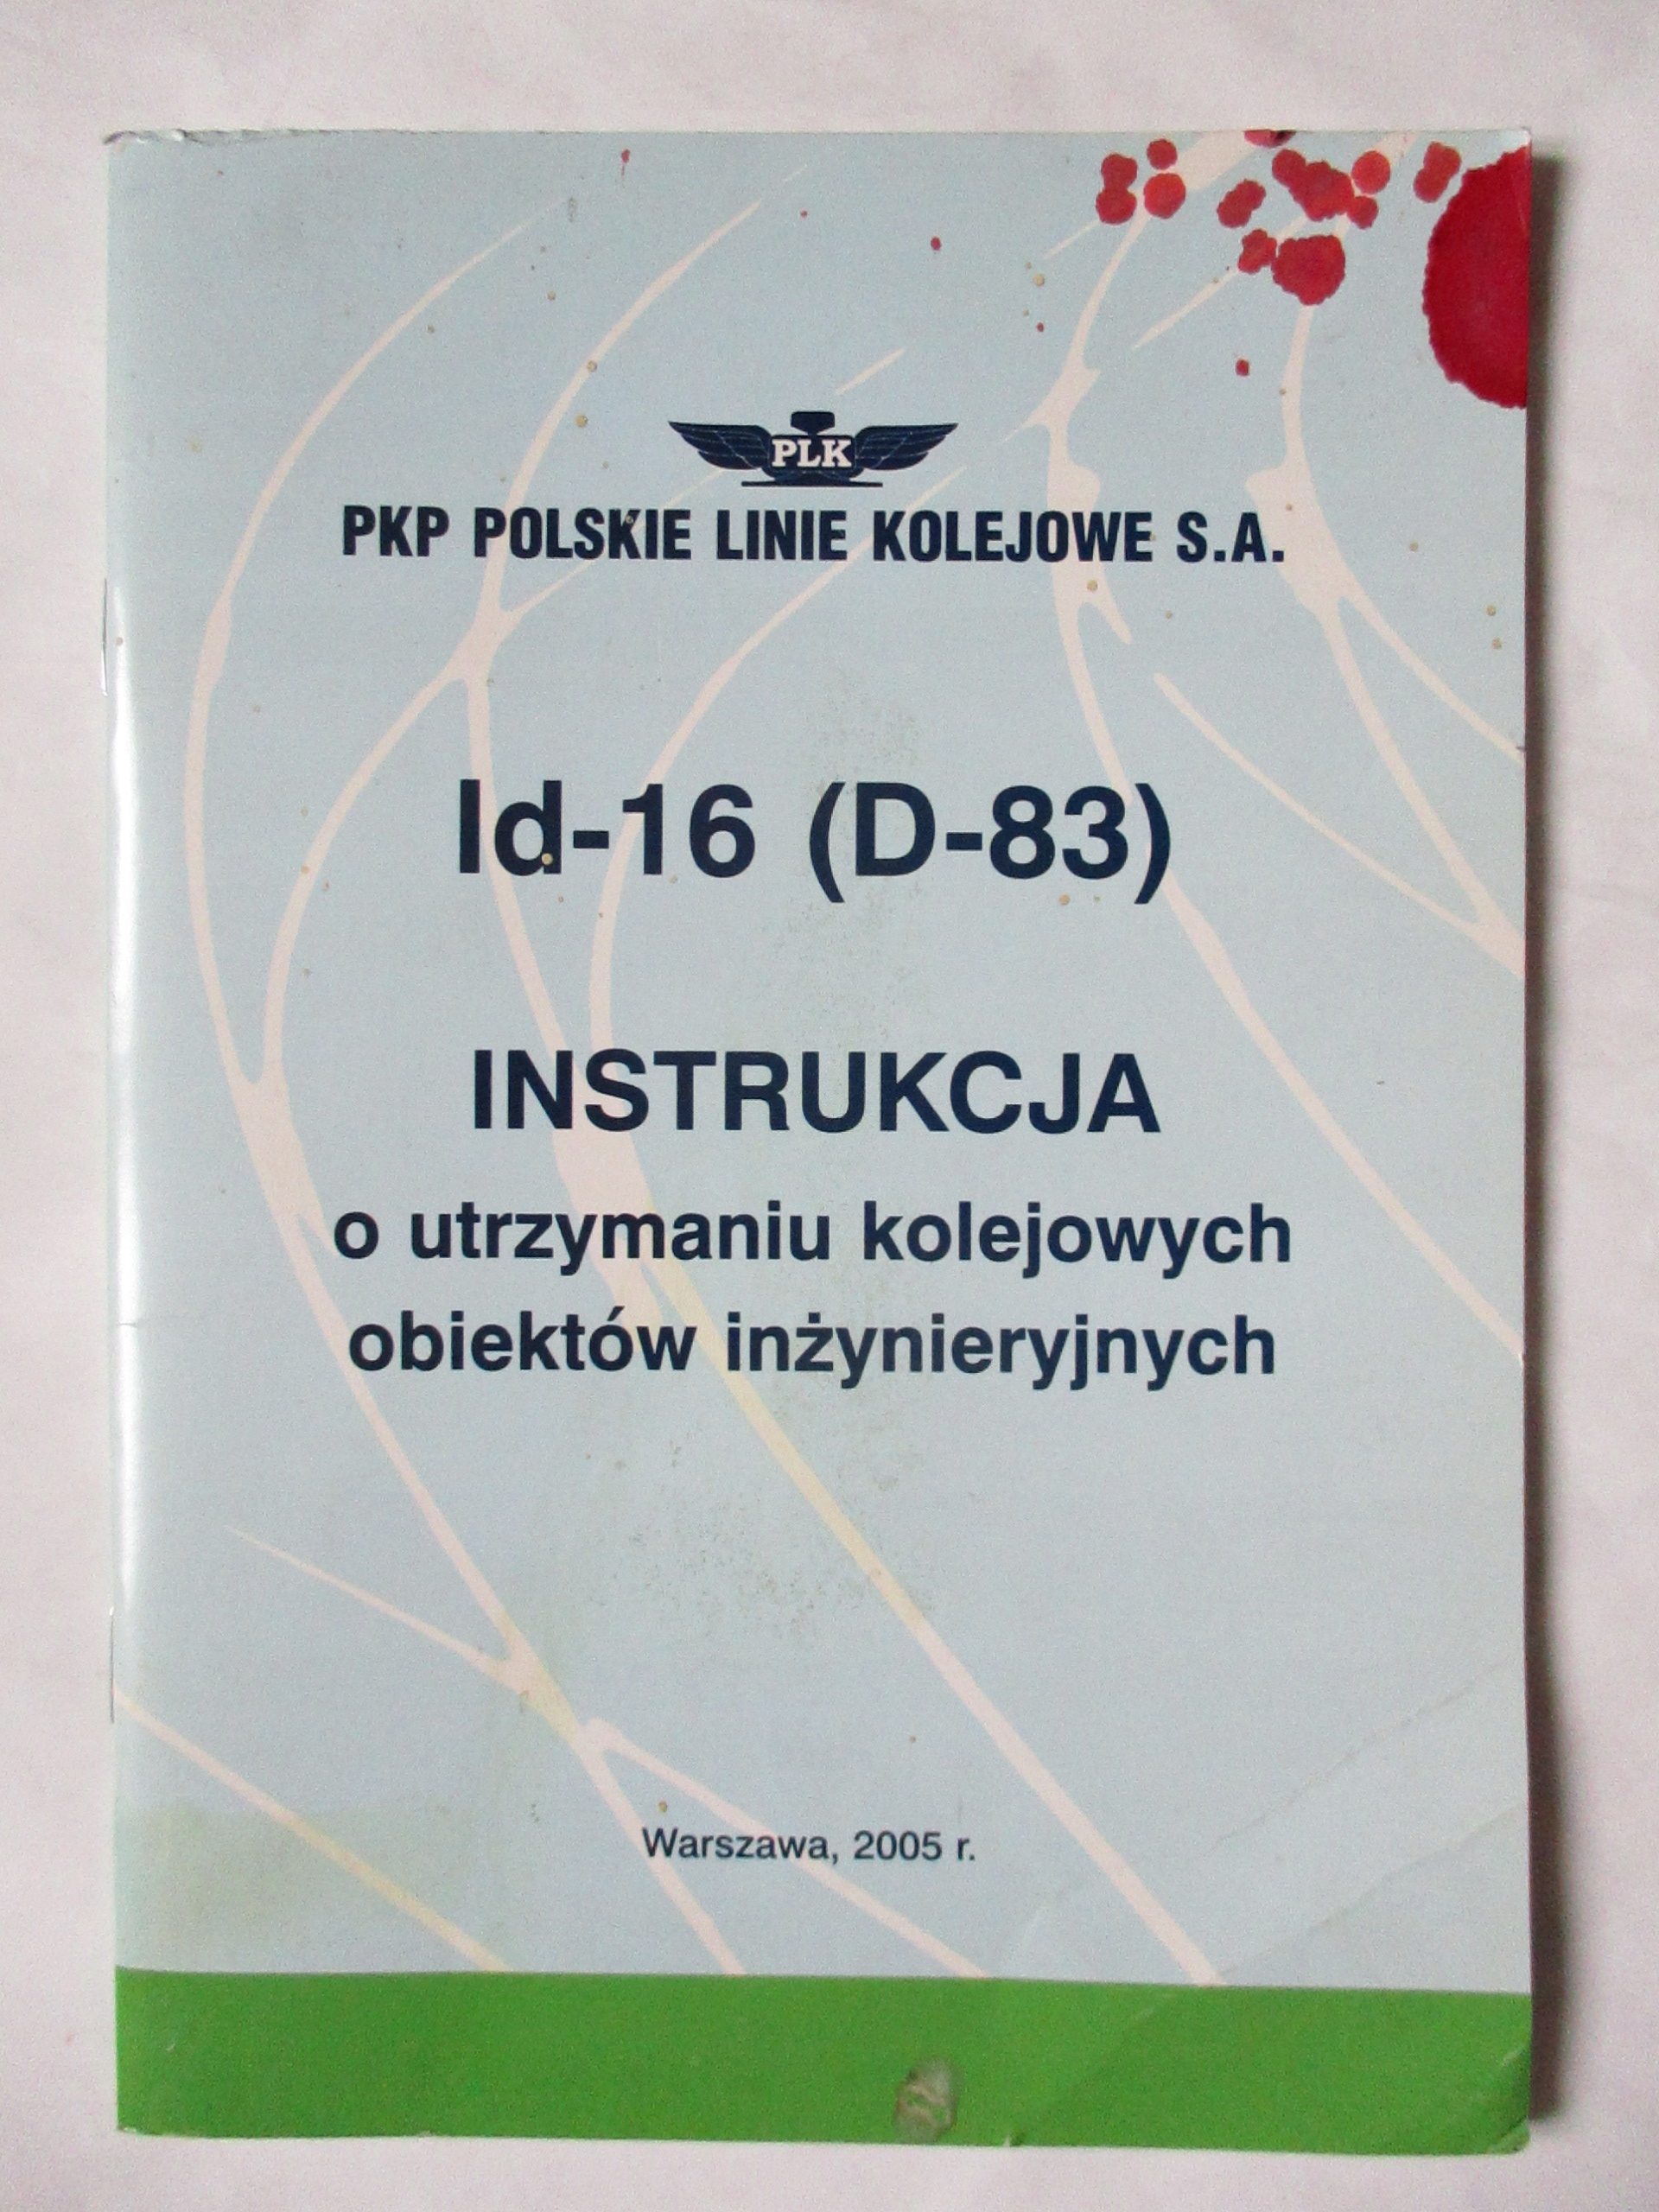 PLK
PKP POLSKIE LINIE KOLEJOWE S.A.
Id-16 (D-83)
INSTRUKCJA
o utrzymaniu kolejowych
obiektów inżynieryjnych
Warszawa, 2005 r.